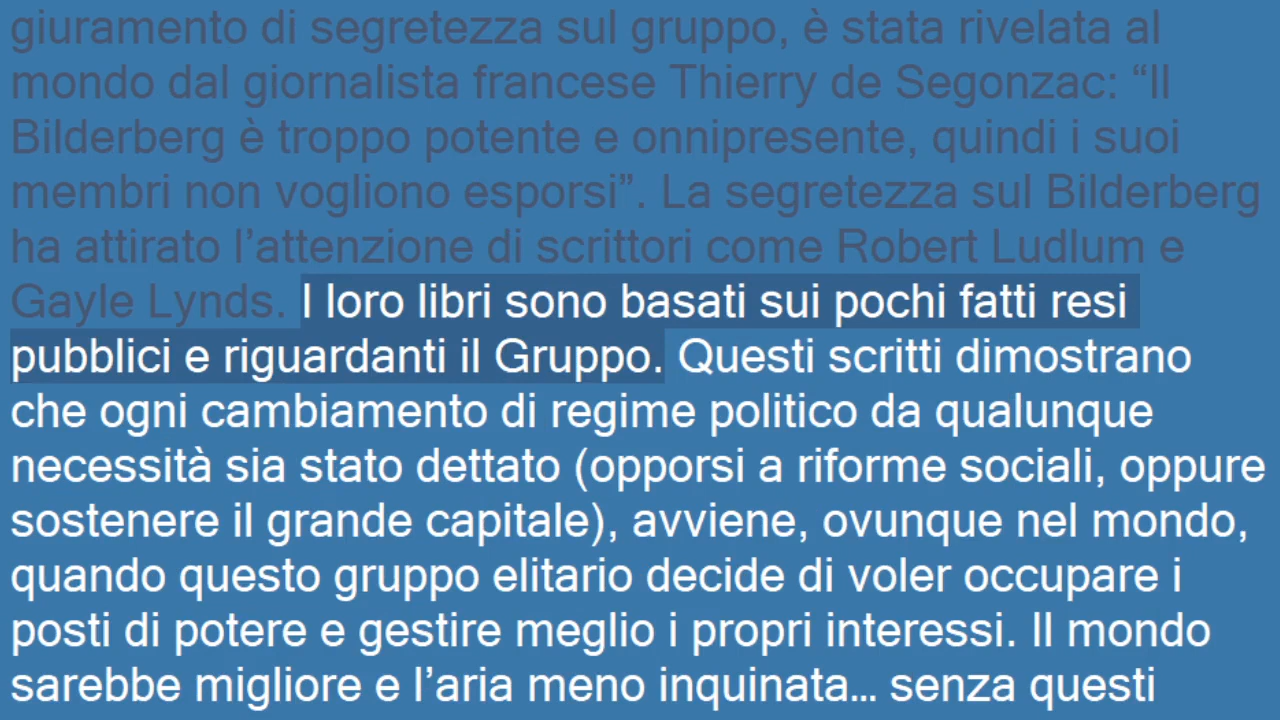 giuramento di segretezza sul gruppo, è stata rivelata al
mondo dal giornalista francese Thierry de Segonzac: “Il
Bilderberg è troppo potente e onnipresente, quindi i suoi
membri non vogliono esporsi”. La segretezza sul Bilderberg
ha attirato l’attenzione di scrittori come Robert Ludlum e
Gayle Lynds. I loro libri sono basati sui pochi fatti resi
pubblici e riguardanti il Gruppo. Questi scritti dimostrano
che ogni cambiamento di regime politico da qualunque
necessità sia stato dettato (opporsi a riforme sociali, oppure
sostenere il grande capitale), avviene, ovunque nel mondo,
quando questo gruppo elitario decide di voler occupare i
posti di potere e gestire meglio i propri interessi. Il mondo
sarebbe migliore e l’aria meno inquinata... senza questi